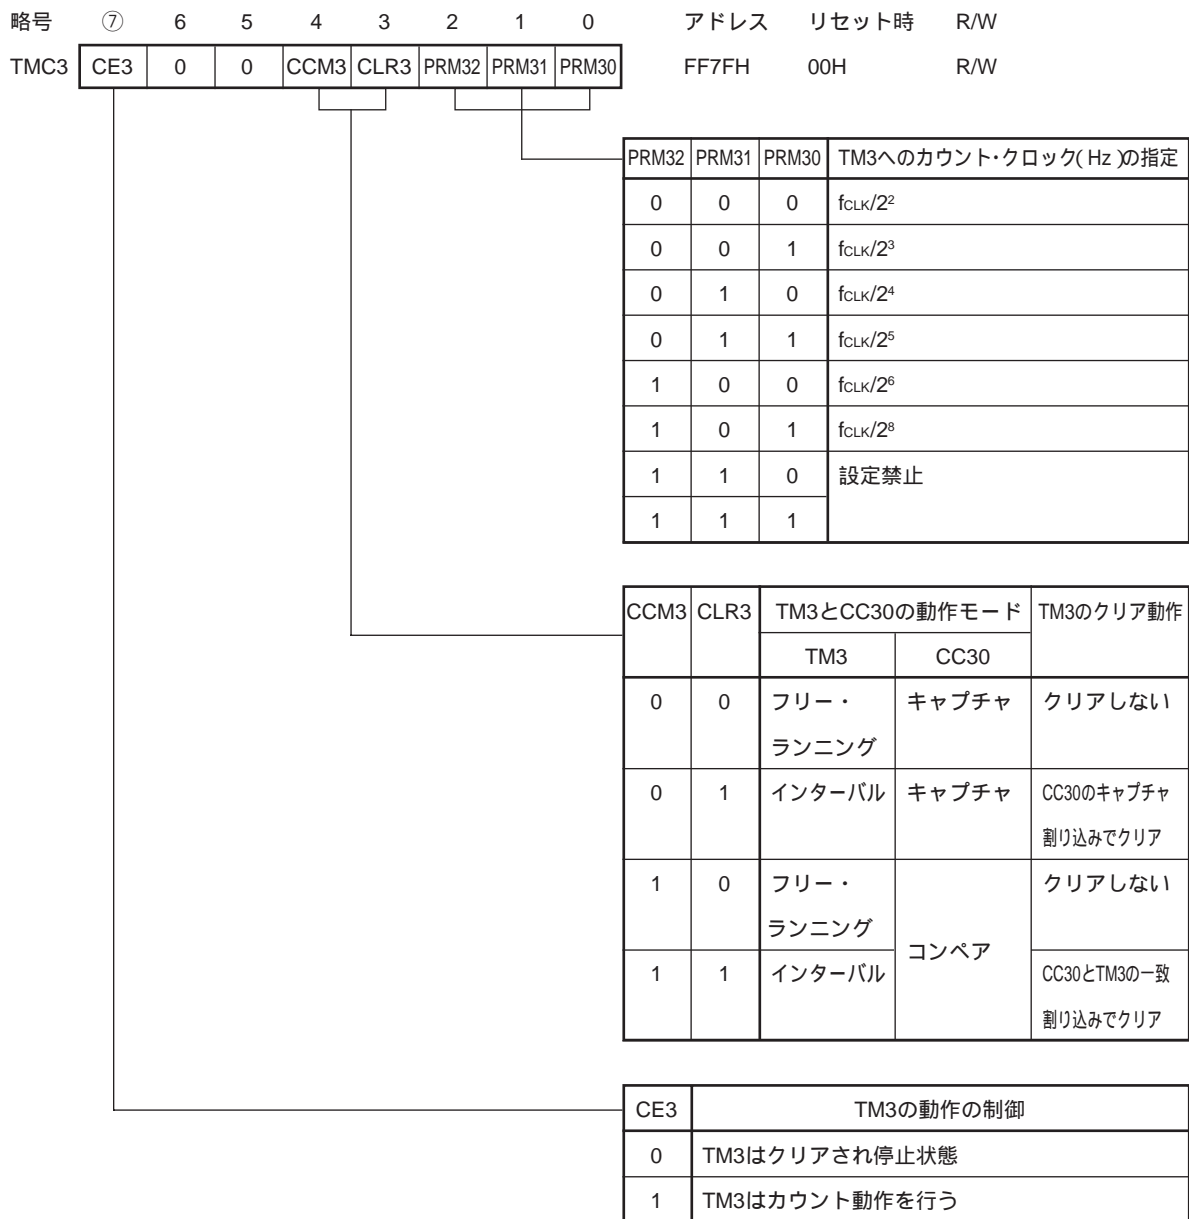 略号 ⑦ 6 5 4 3 2 1 0 アドレス リセット時 R/W
TMC3 CE3 0 0 CCM3 CLR3 PRM32 PRM31 PRM30 FF7FH 00H R/W
PRM32 PRM31 PRM30 TM3へのカウント・クロック(Hz)の指定
0 0 0 fCLK/2²
0 0 1 fCLK/2³
0 1 0 fCLK/2⁴
0 1 1 fCLK/2⁵
1 0 0 fCLK/2⁶
1 0 1 fCLK/2⁸
1 1 0 設定禁止
1 1 1
CCM3 CLR3 TM3とCC30の動作モード TM3のクリア動作
TM3 CC30
0 0 フリー・ キャプチャ クリアしない
ランニング
0 1 インターバル キャプチャ CC30のキャプチャ
割り込みでクリア
1 0 フリー・ クリアしない
ランニング
コンペア
1 1 インターバル CC30とTM3の一致
割り込みでクリア
CE3 TM3の動作の制御
0 TM3はクリアされ停止状態
1 TM3はカウント動作を行う